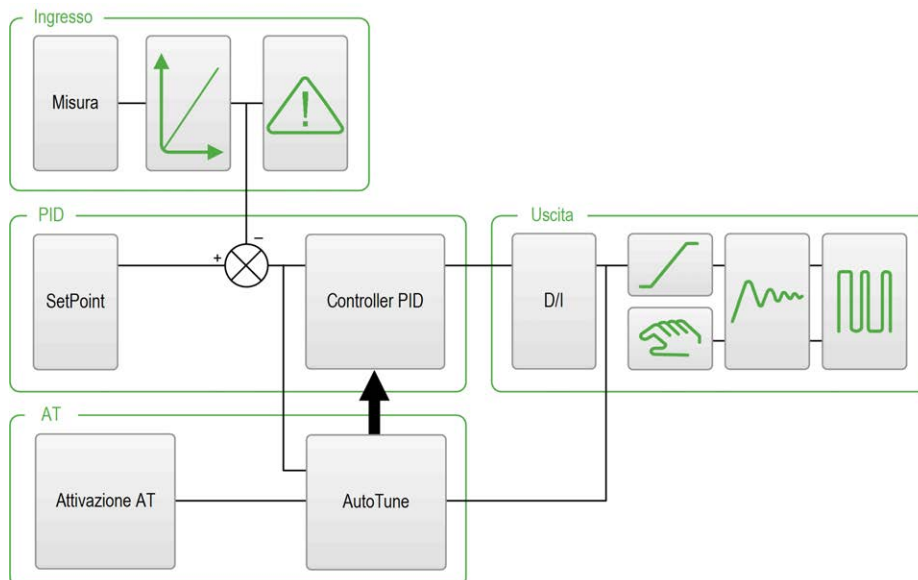 Ingresso
Misura
!
PID
SetPoint
+
–
Controller PID
Uscita
D/I
AT
Attivazione AT
AutoTune